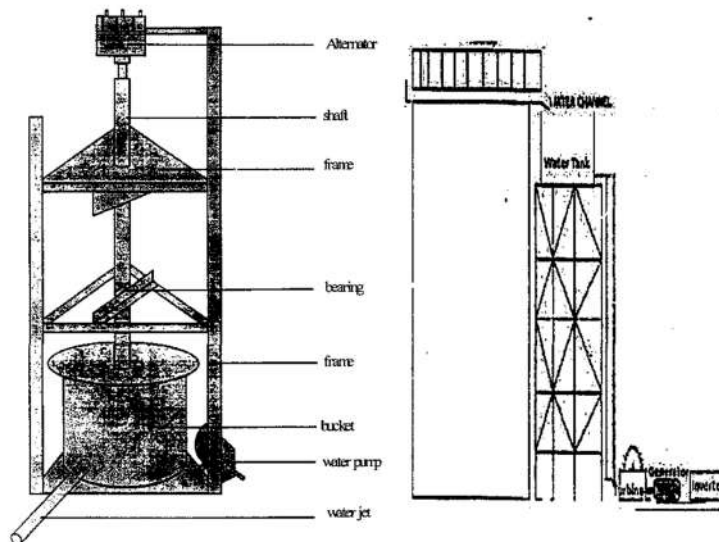 Alternator
shaft
frame
bearing
frame
bucket
water pump
water jet
WATER CHANNEL
Water Tank
Generator